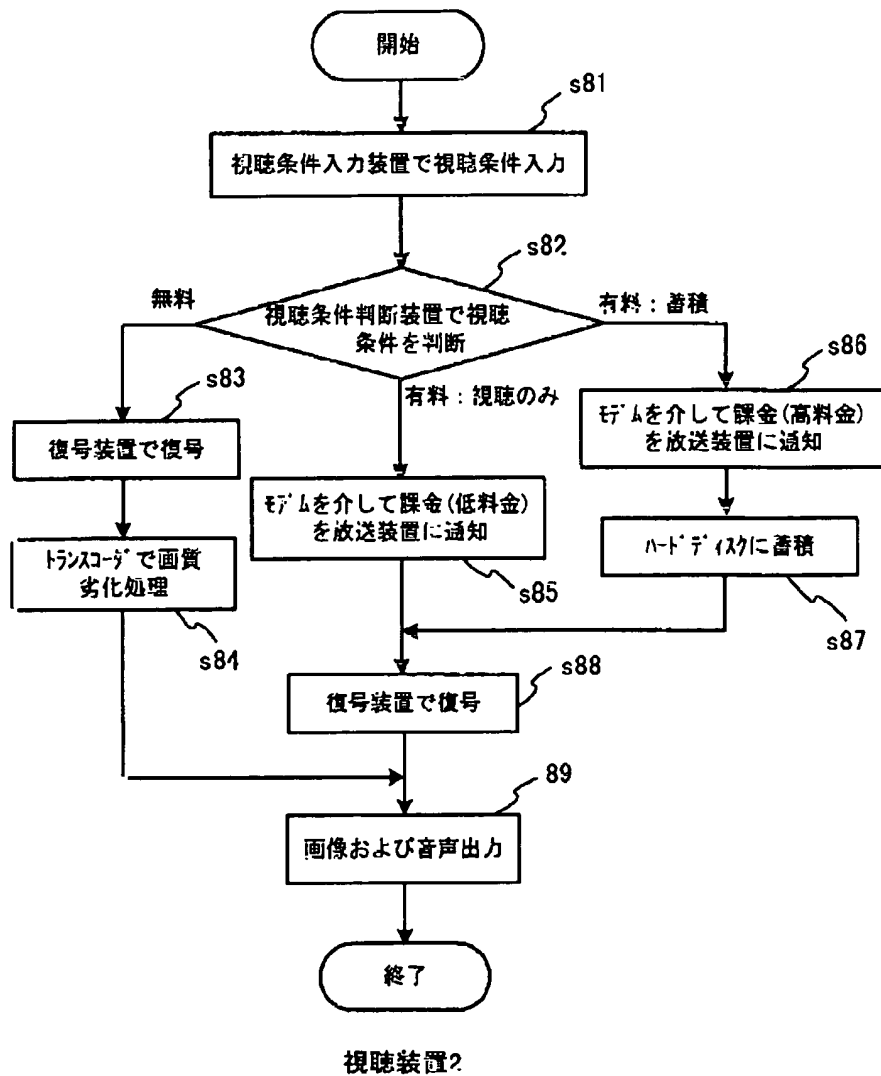 開始
s81
視聴条件入力装置で視聴条件入力
s82
無料
有料：蓄積
視聴条件判断装置で視聴
条件を判断
s86
s83
有料：視聴のみ
ﾓﾃﾞﾑを介して課金(高料金)
を放送装置に通知
復号装置で復号
ﾓﾃﾞﾑを介して課金(低料金)
を放送装置に通知
ﾊｰﾄﾞﾃﾞｨｽｸに蓄積
ﾄﾗﾝｽｺｰﾀﾞで画質
劣化処理
s85
s87
s84
s88
復号装置で復号
89
画像および音声出力
終了
視聴装置2